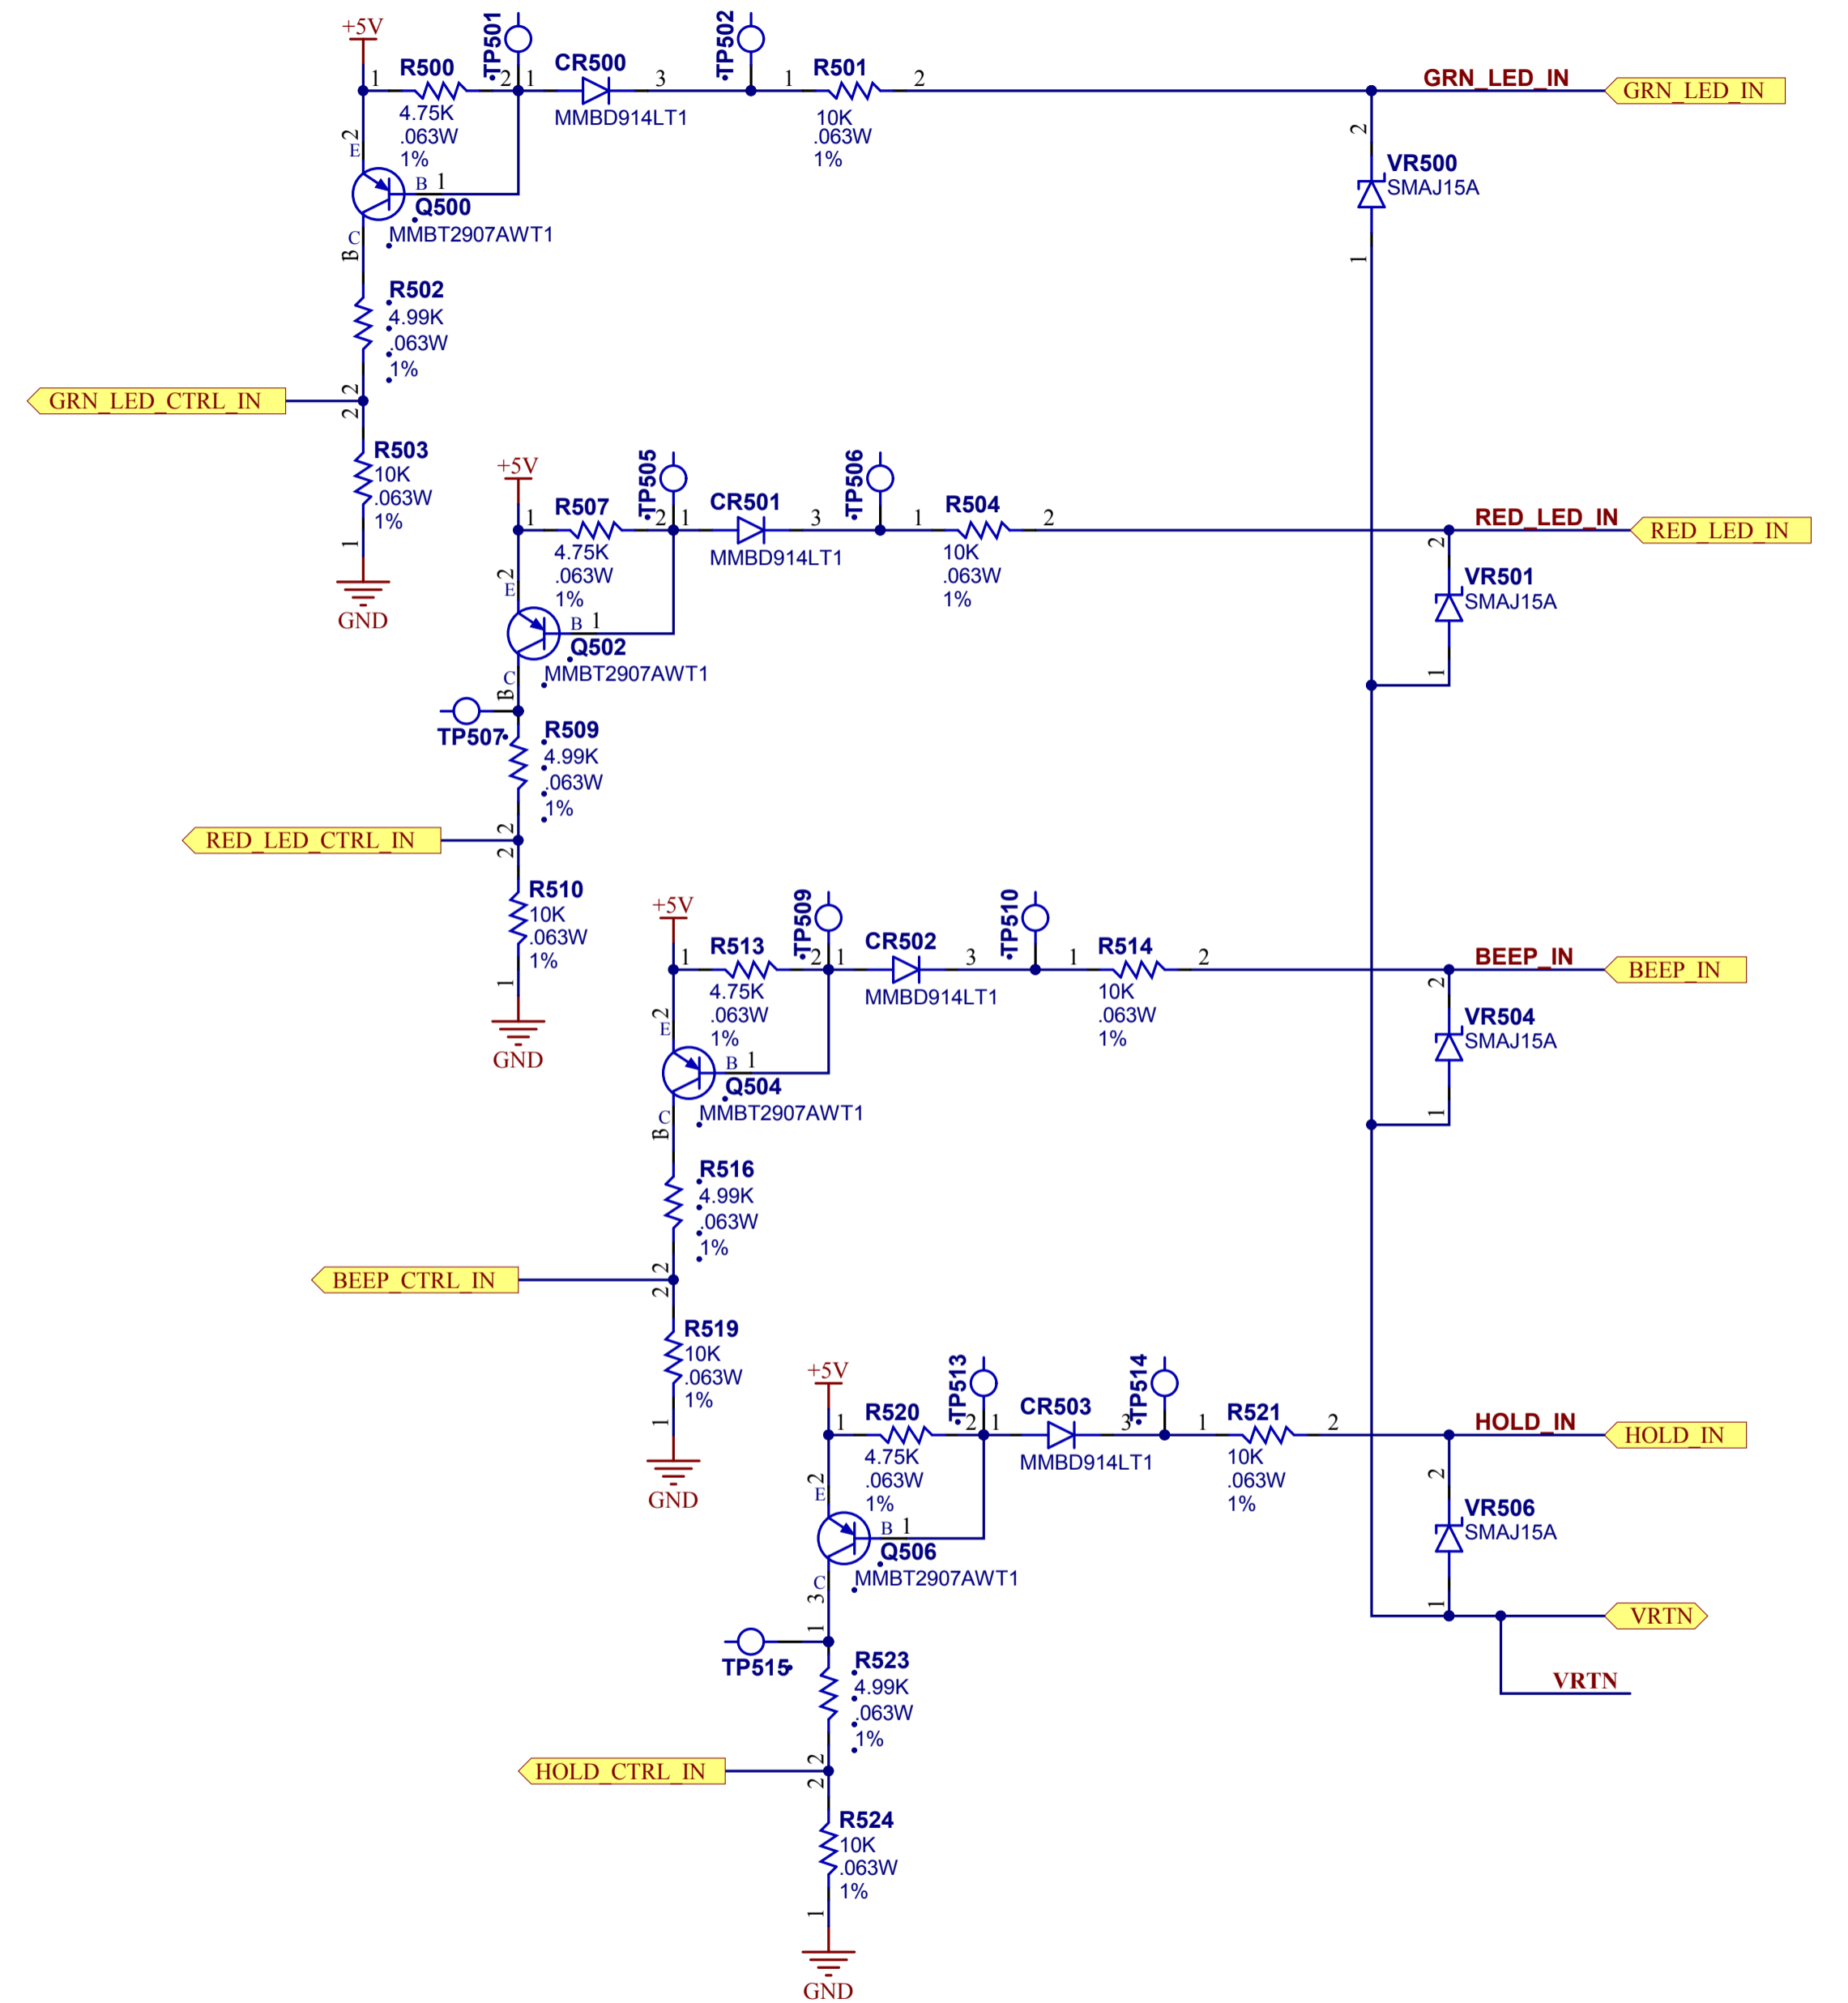 +5V
1
R500
4.75K
.063W
1%
2
TP501
1
CR500
MMBD914LT1
3
TP502
1
R501
10K
.063W
1%
2
GRN_LED_IN
GRN_LED_IN
2
E
B
1
Q500
MMBT2907AWT1
C
3
2
VR500
SMAJ15A
1
R502
4.99K
.063W
1%
2
GRN_LED_CTRL_IN
2
R503
10K
.063W
1%
1
GND
+5V
1
R507
4.75K
.063W
1%
2
TP505
1
CR501
MMBD914LT1
3
TP506
1
R504
10K
.063W
1%
2
RED_LED_IN
RED_LED_IN
2
E
B
1
Q502
MMBT2907AWT1
C
3
2
VR501
SMAJ15A
1
TP507
R509
4.99K
.063W
1%
2
RED_LED_CTRL_IN
2
R510
10K
.063W
1%
1
GND
+5V
1
R513
4.75K
.063W
1%
2
TP509
1
CR502
MMBD914LT1
3
TP510
1
R514
10K
.063W
1%
2
BEEP_IN
BEEP_IN
2
E
B
1
Q504
MMBT2907AWT1
C
3
2
VR504
SMAJ15A
1
R516
4.99K
.063W
1%
2
BEEP_CTRL_IN
2
R519
10K
.063W
1%
1
GND
+5V
1
R520
4.75K
.063W
1%
2
TP513
1
CR503
MMBD914LT1
3
TP514
1
R521
10K
.063W
1%
2
HOLD_IN
HOLD_IN
2
E
B
1
Q506
MMBT2907AWT1
C
3
2
VR506
SMAJ15A
1
VRTN
VRTN
1
TP515
R523
4.99K
.063W
1%
2
HOLD_CTRL_IN
2
R524
10K
.063W
1%
1
GND